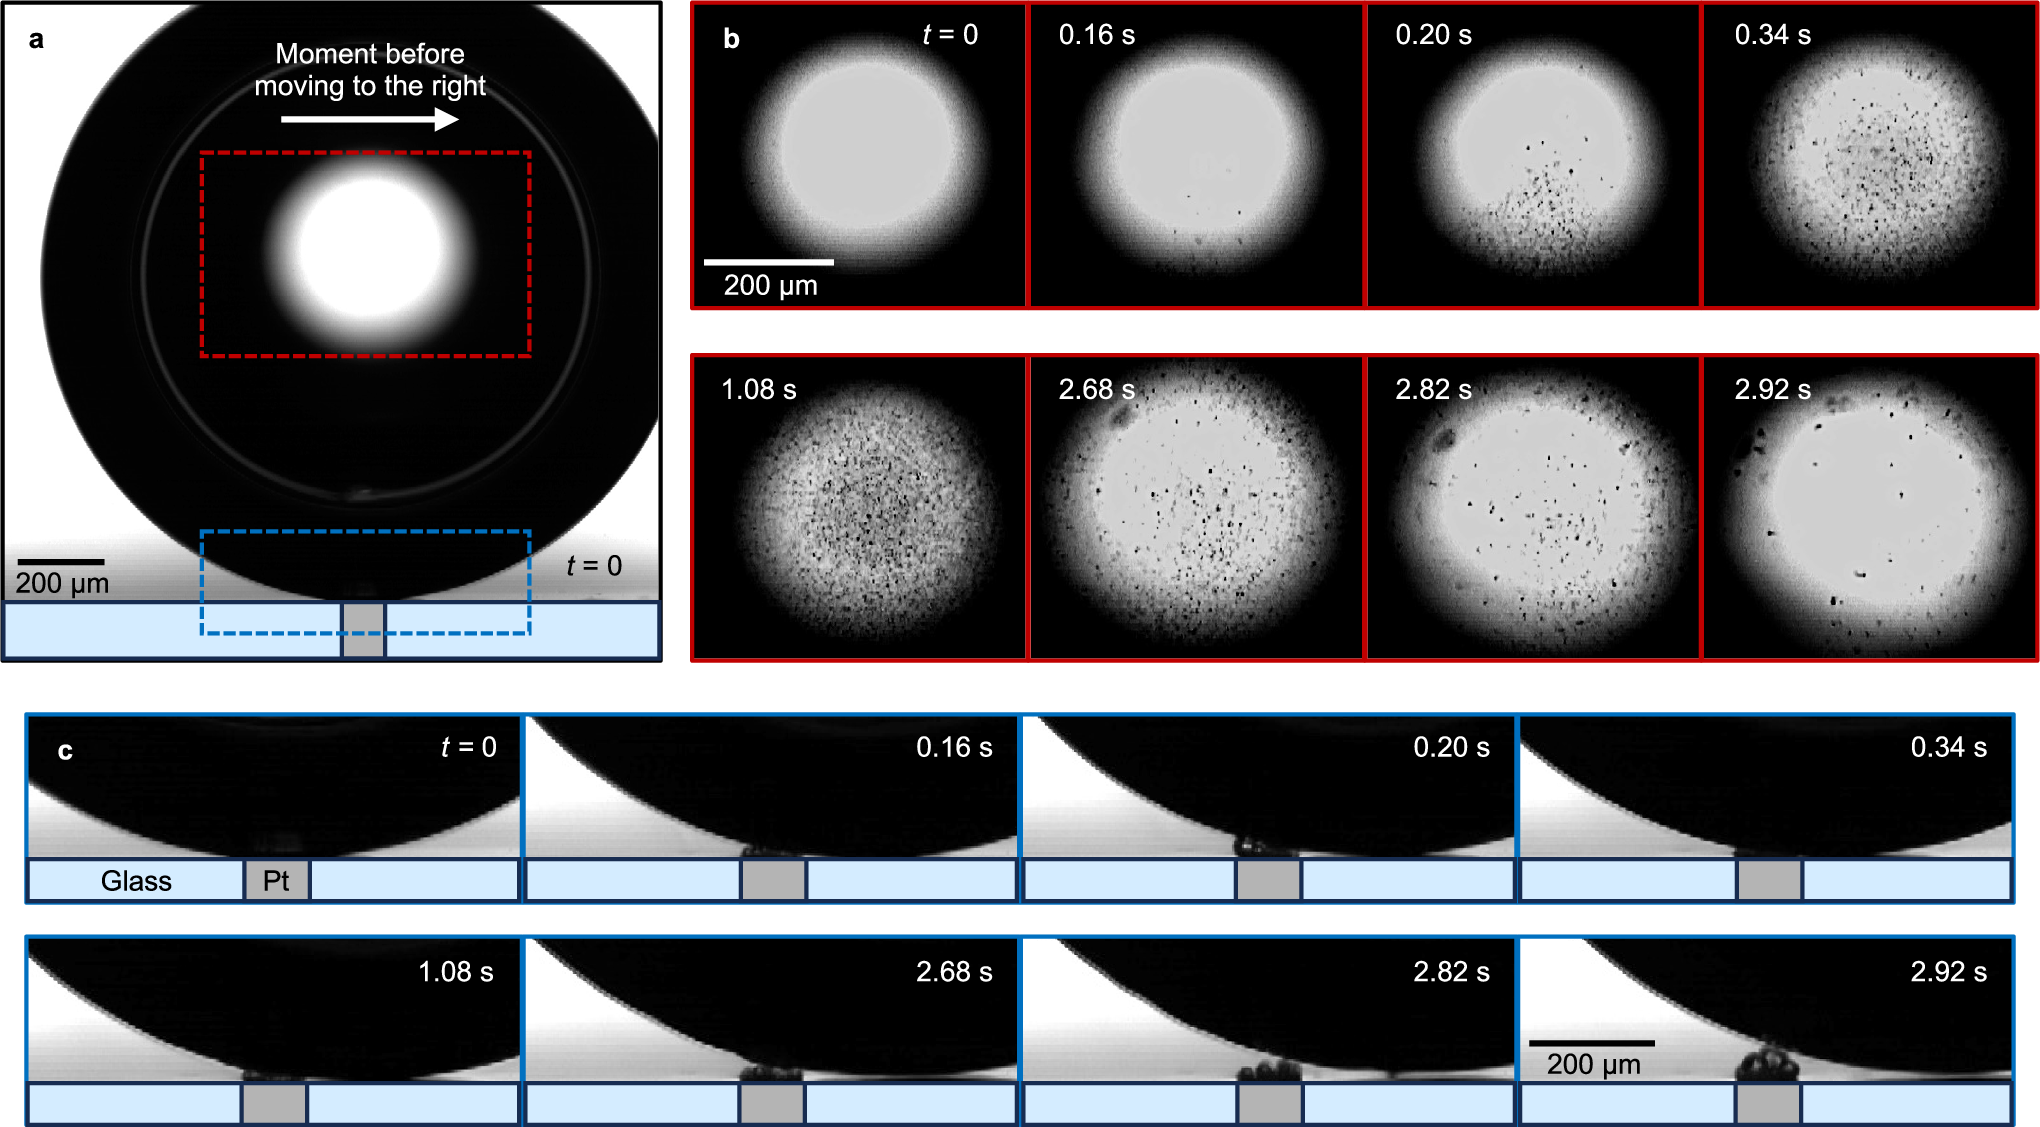 a
Moment before
moving to the right
200 µm
t = 0
b
t = 0
0.16 s
0.20 s
0.34 s
200 µm
1.08 s
2.68 s
2.82 s
2.92 s
c
t = 0
0.16 s
0.20 s
0.34 s
Glass
Pt
1.08 s
2.68 s
2.82 s
2.92 s
200 µm